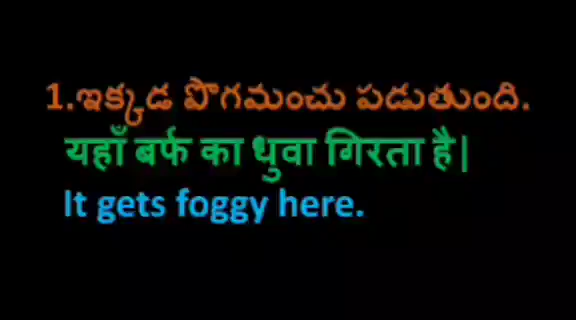 1.ఇక్కడ పొగమంచు పడుతుంది.
यहाँ बर्फ का धुवा गिरता है|
It gets foggy here.